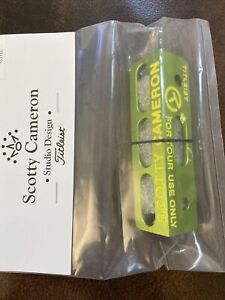 Scotty Cameron
• Studio Design •
Titleist
TITLEIST
SCOTTY CAMERON
FOR TOUR USE ONLY